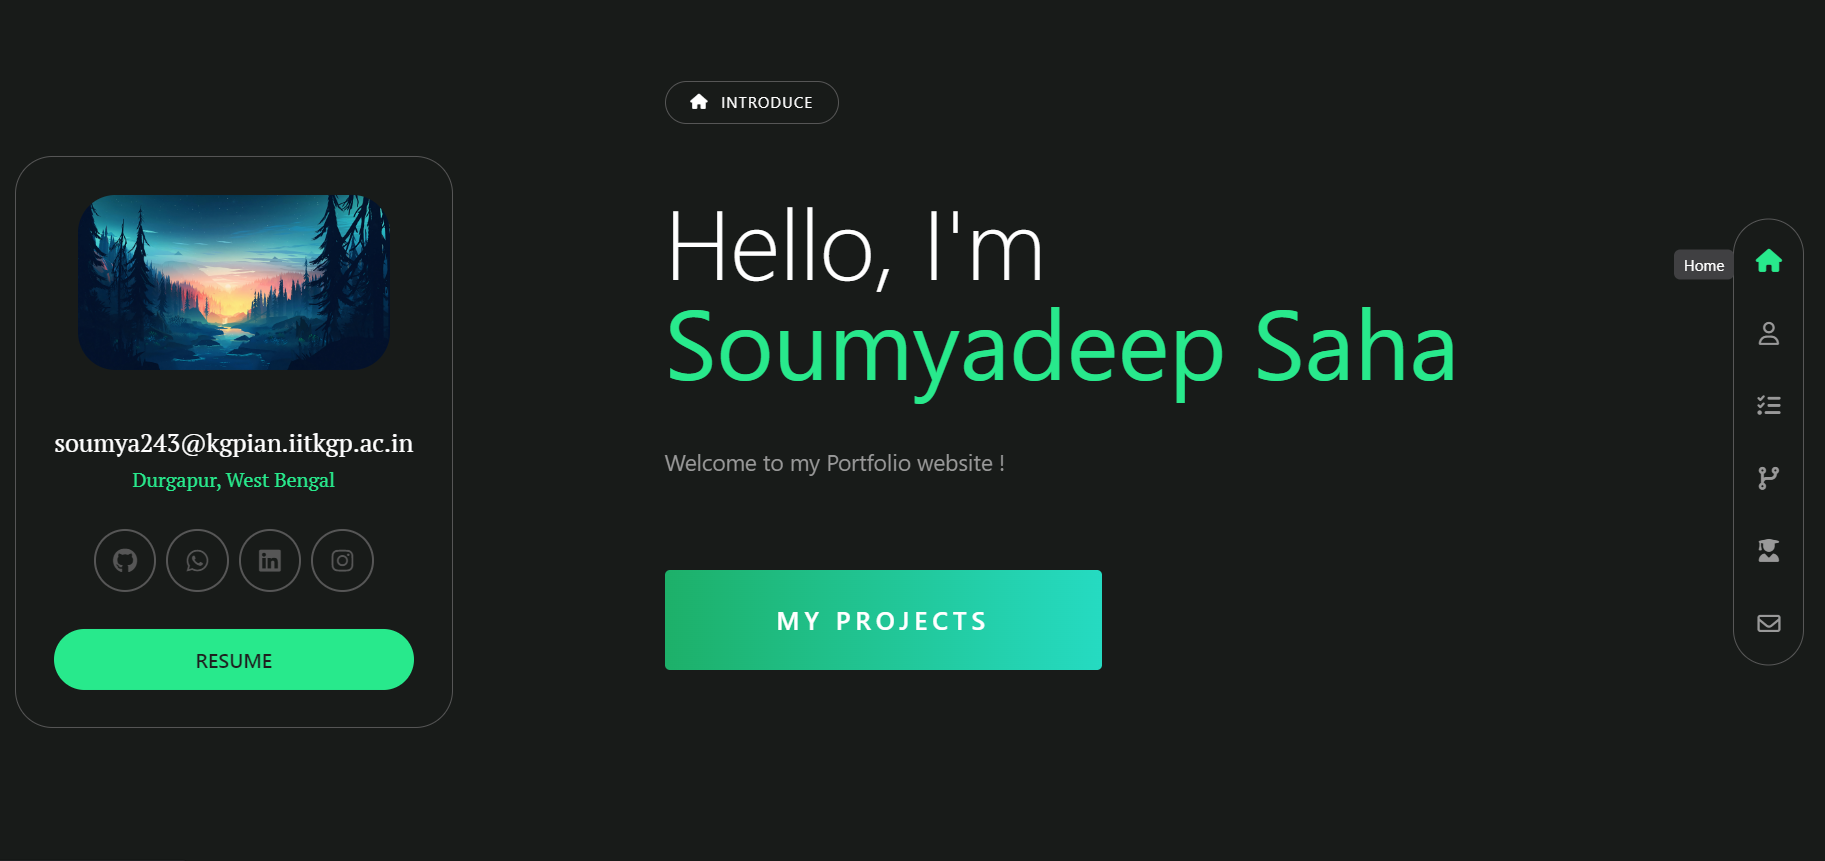 INTRODUCE
Hello, I'm
Soumyadeep Saha
Welcome to my Portfolio website !
MY PROJECTS
soumya243@kgpian.iitkgp.ac.in
Durgapur, West Bengal
RESUME
Home